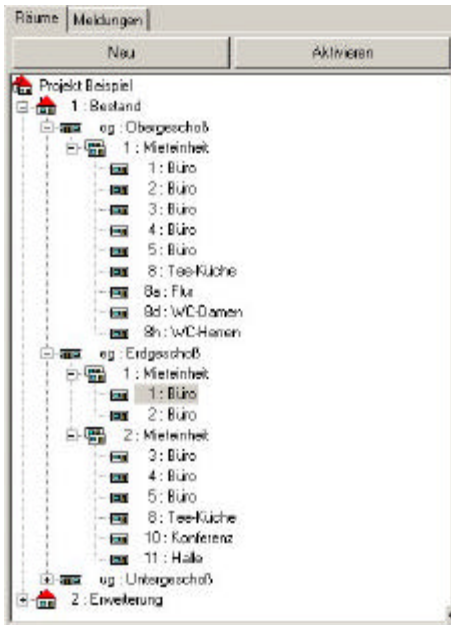 Räume Meldungen
Neu Aktivieren
Projekt Beispiel
1 : Bestand
og : Obergeschoß
1 : Mieteinheit
1 : Büro
2 : Büro
3 : Büro
4 : Büro
5 : Büro
8 : Tee-Küche
8a : Flur
8d : WC-Damen
8h : WC-Herren
eg : Erdgeschoß
1 : Mieteinheit
1 : Büro
2 : Büro
2 : Mieteinheit
3 : Büro
4 : Büro
5 : Büro
8 : Tee-Küche
10 : Konferenz
11 : Halle
ug : Untergeschoß
2 : Erweiterung